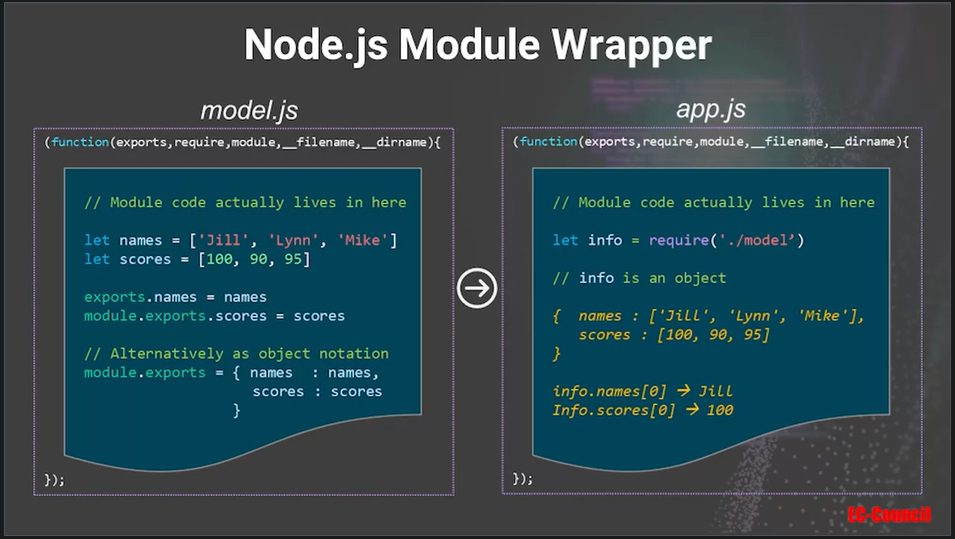 Node.js Module Wrapper
model.js
(function(exports,require,module,__filename,__dirname){
// Module code actually lives in here
let names = ['Jill', 'Lynn', 'Mike']
let scores = [100, 90, 95]
exports.names = names
module.exports.scores = scores
// Alternatively as object notation
module.exports = { names  : names,
scores : scores
}
});
app.js
(function(exports,require,module,__filename,__dirname){
// Module code actually lives in here
let info = require('./model’)
// info is an object
{  names : [‘Jill’, ‘Lynn’, 'Mike'],
scores : [100, 90, 95]
}
info.names[0] → Jill
Info.scores[0] → 100
});
EC-Council